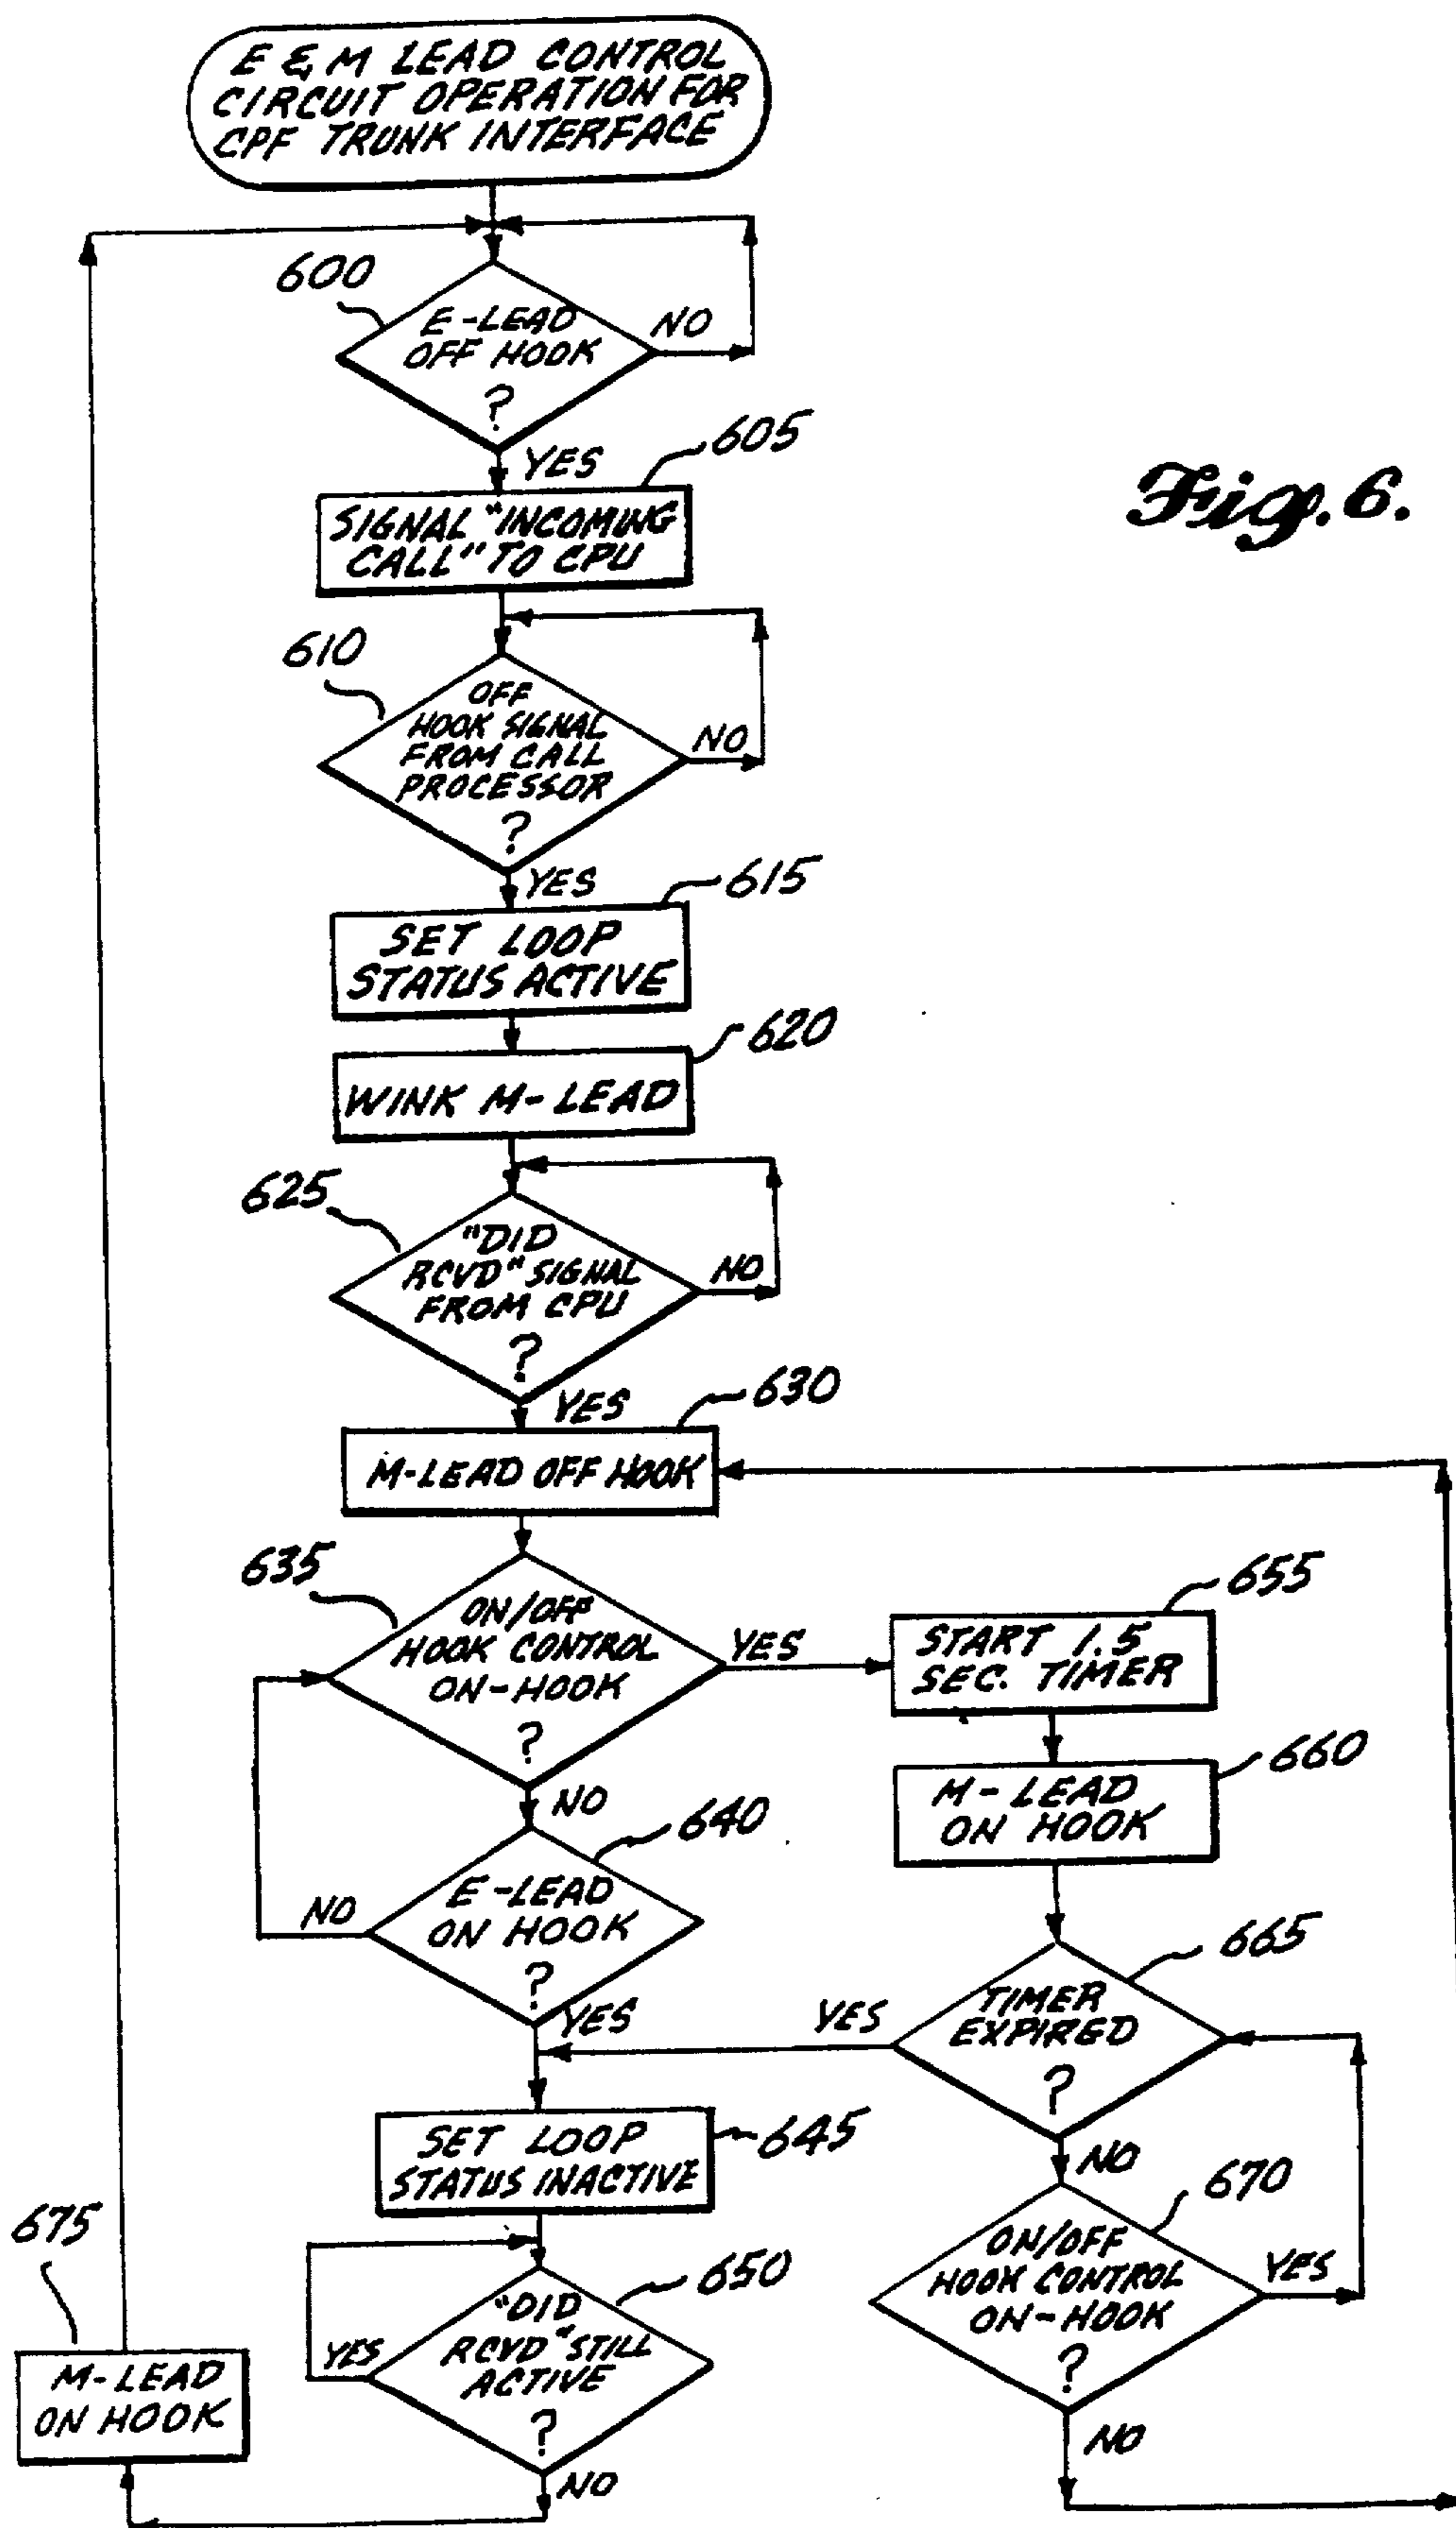 E & M LEAD CONTROL
CIRCUIT OPERATION FOR
CPF TRUNK INTERFACE
600
E-LEAD
OFF HOOK
?
NO
YES
605
SIGNAL "INCOMING
CALL" TO CPU
Fig. 6.
610
OFF
HOOK SIGNAL
FROM CALL
PROCESSOR
?
NO
YES
615
SET LOOP
STATUS ACTIVE
620
WINK M-LEAD
625
"DID
RCVD" SIGNAL
FROM CPU
?
NO
YES
630
M-LEAD OFF HOOK
635
ON/OFF
HOOK CONTROL
ON-HOOK
?
YES
NO
655
START 1.5
SEC. TIMER
660
M-LEAD
ON HOOK
640
E-LEAD
ON HOOK
?
NO
YES
665
TIMER
EXPIRED
?
YES
NO
645
SET LOOP
STATUS INACTIVE
670
ON/OFF
HOOK CONTROL
ON-HOOK
?
YES
NO
650
"DID
RCVD" STILL
ACTIVE
?
YES
NO
675
M-LEAD
ON HOOK